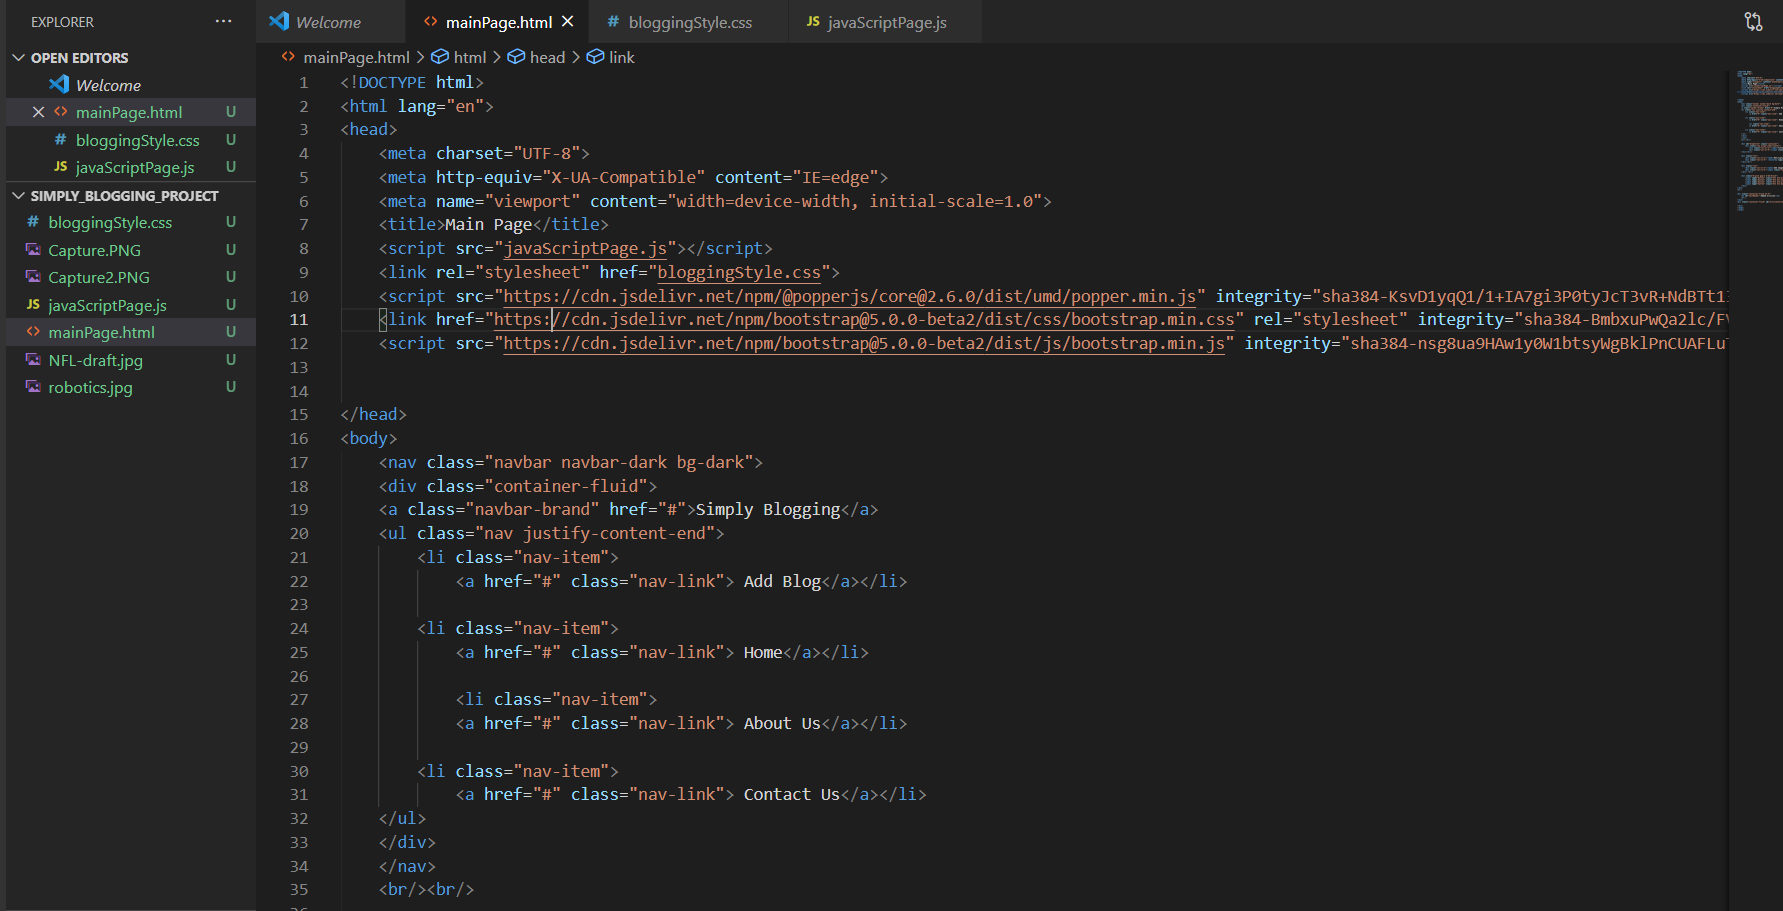 EXPLORER
OPEN EDITORS
Welcome
mainPage.html U
bloggingStyle.css U
JS javaScriptPage.js U
SIMPLY_BLOGGING_PROJECT
bloggingStyle.css U
Capture.PNG U
Capture2.PNG U
JS javaScriptPage.js U
mainPage.html U
NFL-draft.jpg U
robotics.jpg U
Welcome mainPage.html bloggingStyle.css JS javaScriptPage.js
mainPage.html > html > head > link
1 <!DOCTYPE html>
2 <html lang="en">
3 <head>
4 <meta charset="UTF-8">
5 <meta http-equiv="X-UA-Compatible" content="IE=edge">
6 <meta name="viewport" content="width=device-width, initial-scale=1.0">
7 <title>Main Page</title>
8 <script src="javaScriptPage.js"></script>
9 <link rel="stylesheet" href="bloggingStyle.css">
10 <script src="https://cdn.jsdelivr.net/npm/@popperjs/core@2.6.0/dist/umd/popper.min.js" integrity="sha384-KsvD1yqQ1/1+IA7gi3P0tyJcT3vR+NdBTt13
11 <link href="https://cdn.jsdelivr.net/npm/bootstrap@5.0.0-beta2/dist/css/bootstrap.min.css" rel="stylesheet" integrity="sha384-BmbxuPwQa2lc/FV
12 <script src="https://cdn.jsdelivr.net/npm/bootstrap@5.0.0-beta2/dist/js/bootstrap.min.js" integrity="sha384-nsg8ua9HAw1y0W1btsyWgBklPnCUAFLuT
13
14
15 </head>
16 <body>
17 <nav class="navbar navbar-dark bg-dark">
18 <div class="container-fluid">
19 <a class="navbar-brand" href="#">Simply Blogging</a>
20 <ul class="nav justify-content-end">
21 <li class="nav-item">
22 <a href="#" class="nav-link"> Add Blog</a></li>
23
24 <li class="nav-item">
25 <a href="#" class="nav-link"> Home</a></li>
26
27 <li class="nav-item">
28 <a href="#" class="nav-link"> About Us</a></li>
29
30 <li class="nav-item">
31 <a href="#" class="nav-link"> Contact Us</a></li>
32 </ul>
33 </div>
34 </nav>
35 <br/><br/>